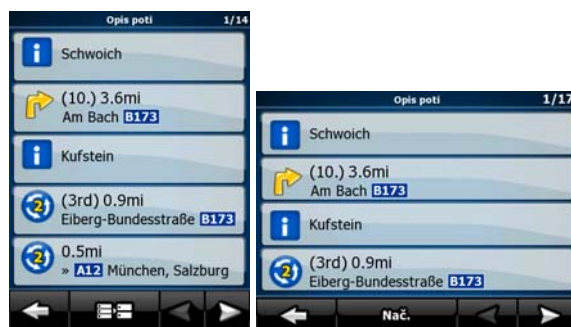 Opis poti 1/14
Schwoich
(10.) 3.6mi
Am Bach B173
Kufstein
(3rd) 0.9mi
Eiberg-Bundesstraße B173
0.5mi
» A12 München, Salzburg
Opis poti 1/17
Schwoich
(10.) 3.6mi
Am Bach B173
Kufstein
(3rd) 0.9mi
Eiberg-Bundesstraße B173
Nač.